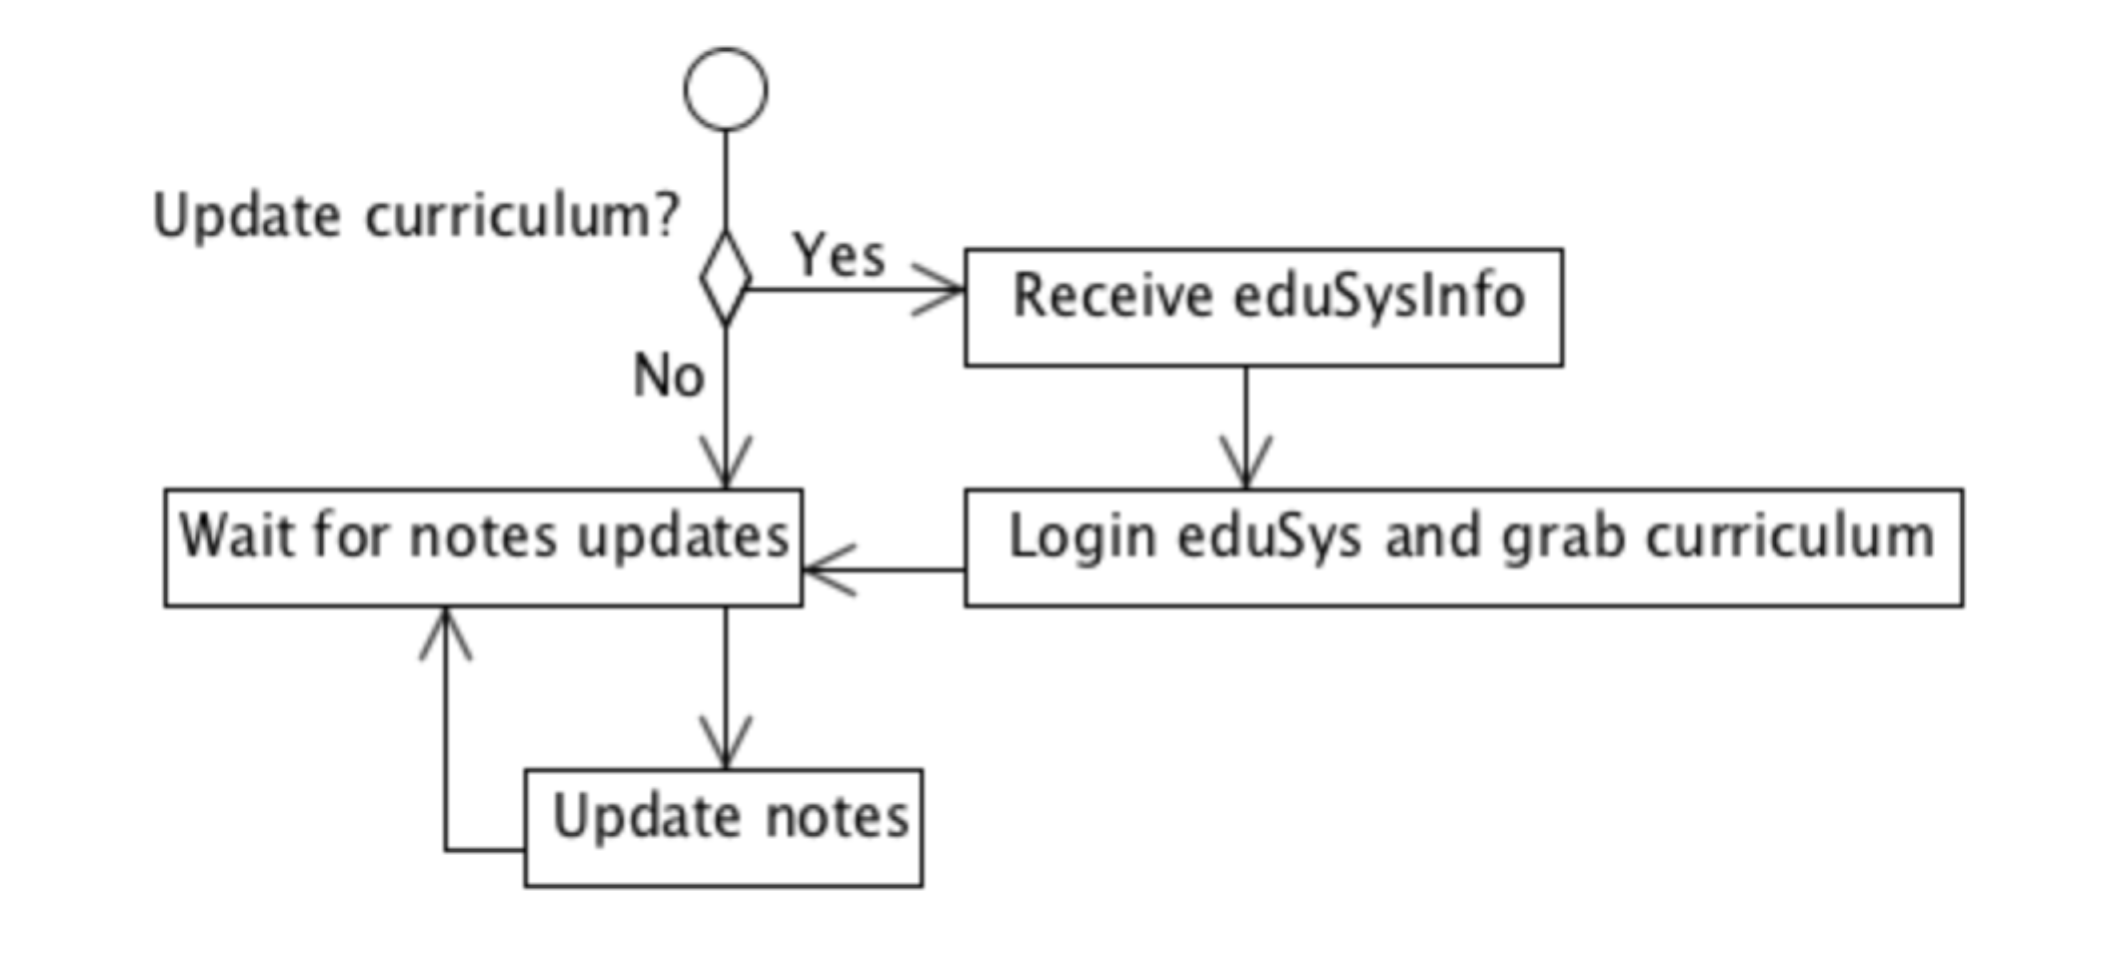 Update curriculum?
Yes
Receive eduSysInfo
No
Wait for notes updates
Login eduSys and grab curriculum
Update notes